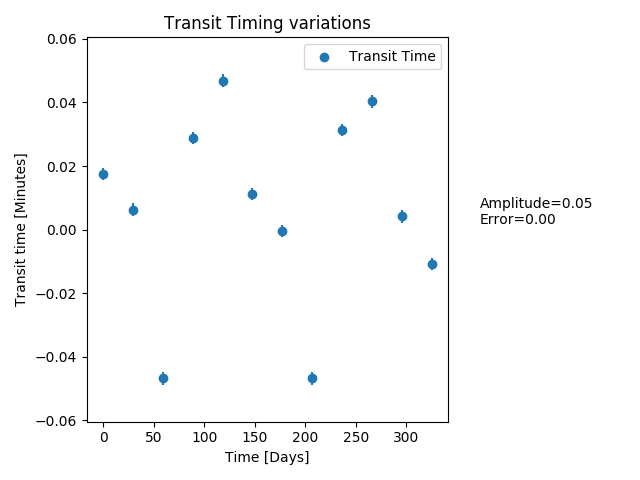 Transit Timing variations
Transit Time
0.06
0.04
0.02
0.00
−0.02
−0.04
−0.06
Transit time [Minutes]
Amplitude=0.05
Error=0.00
0 50 100 150 200 250 300
Time [Days]